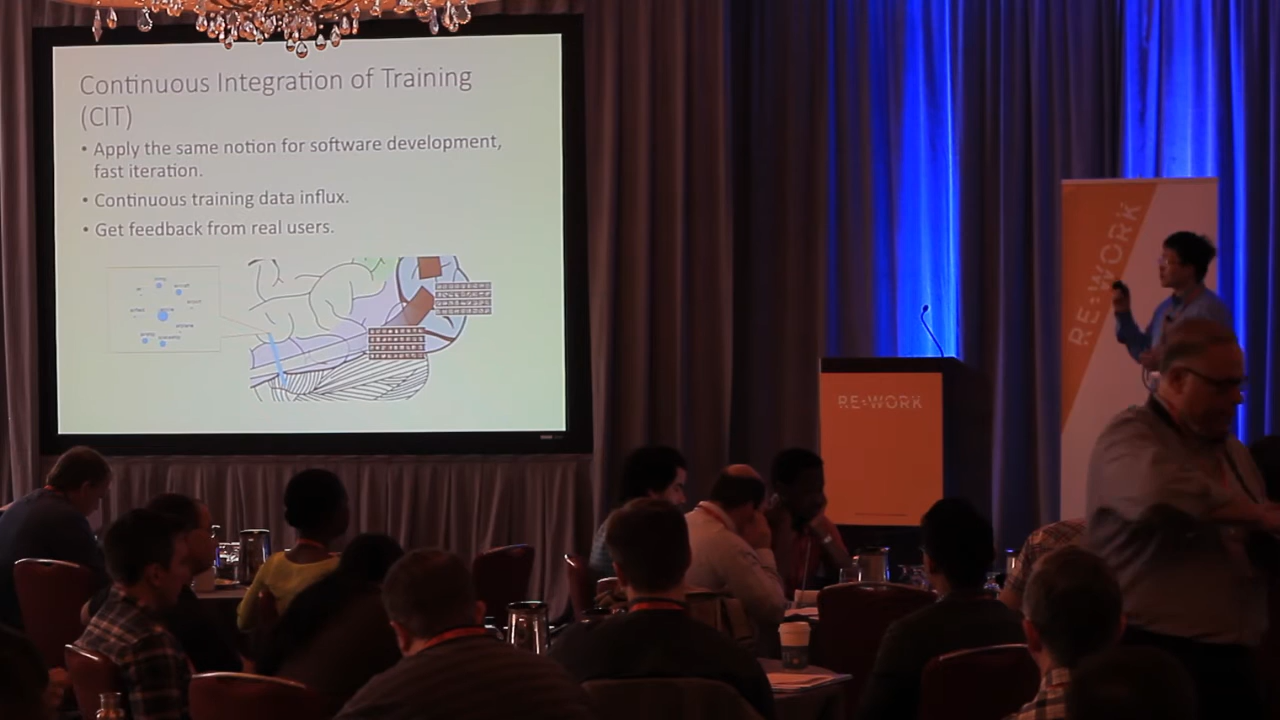 Continuous Integration of Training
(CIT)
• Apply the same notion for software development,
fast iteration.
• Continuous training data influx.
• Get feedback from real users.
RE•WORK
RE•WORK